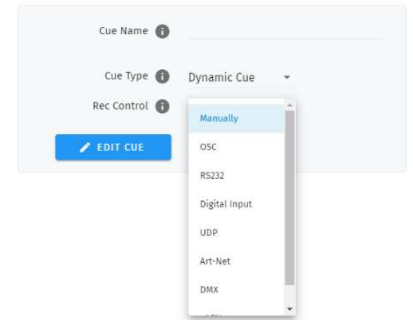 Cue Name
Cue Type Dynamic Cue
Rec Control
Manually
EDIT CUE
OSC
RS232
Digital Input
UDP
Art-Net
DMX